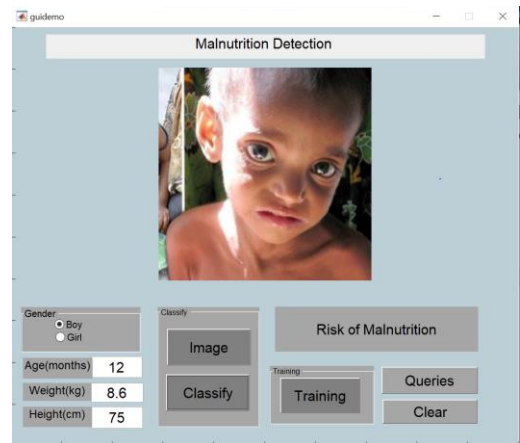 guidemo
Malnutrition Detection
Gender
Boy
Girl
Age(months) 12
Weight(kg) 8.6
Height(cm) 75
Classify
Image
Classify
Risk of Malnutrition
Training
Training
Queries
Clear